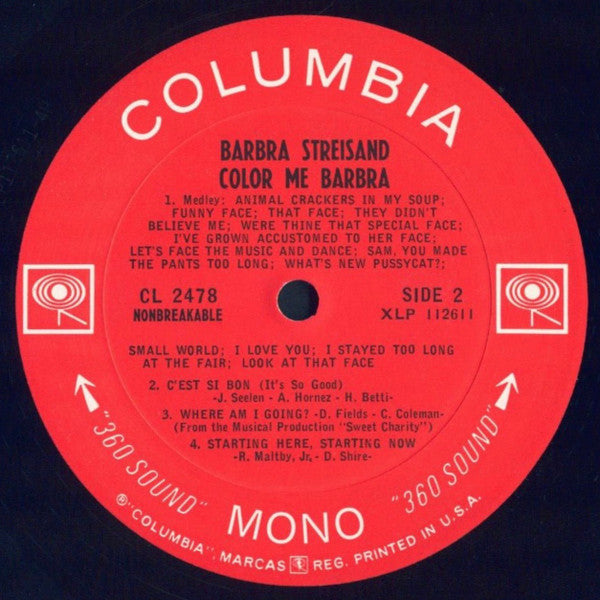 COLUMBIA
BARBRA STREISAND
COLOR ME BARBRA
1. Medley: ANIMAL CRACKERS IN MY SOUP;
FUNNY FACE; THAT FACE; THEY DIDN'T
BELIEVE ME; WERE THINE THAT SPECIAL FACE;
I'VE GROWN ACCUSTOMED TO HER FACE;
LET'S FACE THE MUSIC AND DANCE; SAM, YOU MADE
THE PANTS TOO LONG; WHAT'S NEW PUSSYCAT?;
CL 2478
NONBREAKABLE
SIDE 2
XLP 112611
SMALL WORLD; I LOVE YOU; I STAYED TOO LONG
AT THE FAIR; LOOK AT THAT FACE
2. C'EST SI BON (It's So Good)
-J. Seelen - A. Hornez - H. Betti-
3. WHERE AM I GOING? -D. Fields - C. Coleman-
(From the Musical Production "Sweet Charity")
4. STARTING HERE, STARTING NOW
-R. Maltby, Jr. - D. Shire-
"360 SOUND"
MONO
"360 SOUND"
® "COLUMBIA", MARCAS REG. PRINTED IN U.S.A.